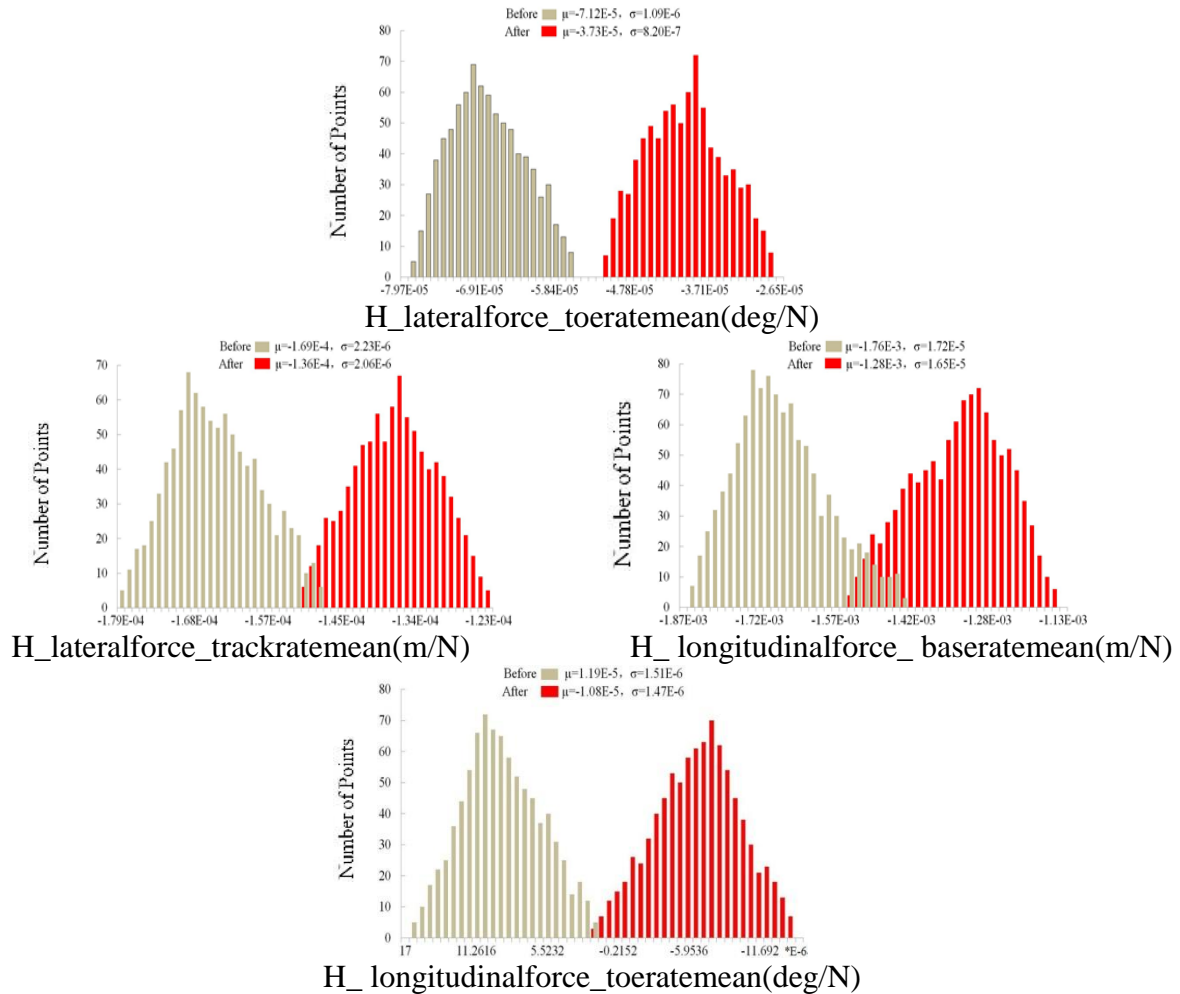 Before μ=-7.12E-5, σ=1.09E-6
After μ=-3.73E-5, σ=8.20E-7
80
70
60
50
40
30
20
10
0
Number of Points
-7.97E-05 -6.91E-05 -5.84E-05 -4.78E-05 -3.71E-05 -2.65E-05
H_lateralforce_toeratemean(deg/N)
Before μ=-1.69E-4, σ=2.23E-6
After μ=-1.36E-4, σ=2.06E-6
70
60
50
40
30
20
10
0
Number of Points
-1.79E-04 -1.68E-04 -1.57E-04 -1.45E-04 -1.34E-04 -1.23E-04
H_lateralforce_trackratemean(m/N)
Before μ=-1.76E-3, σ=1.72E-5
After μ=-1.28E-3, σ=1.65E-5
80
70
60
50
40
30
20
10
0
Number of Points
-1.87E-03 -1.72E-03 -1.57E-03 -1.42E-03 -1.28E-03 -1.13E-03
H_ longitudinalforce_ baseratemean(m/N)
Before μ=1.19E-5, σ=1.51E-6
After μ=-1.08E-5, σ=1.47E-6
80
70
60
50
40
30
20
10
0
Number of Points
17 11.2616 5.5232 -0.2152 -5.9536 -11.692 *E-6
H_ longitudinalforce_toeratemean(deg/N)